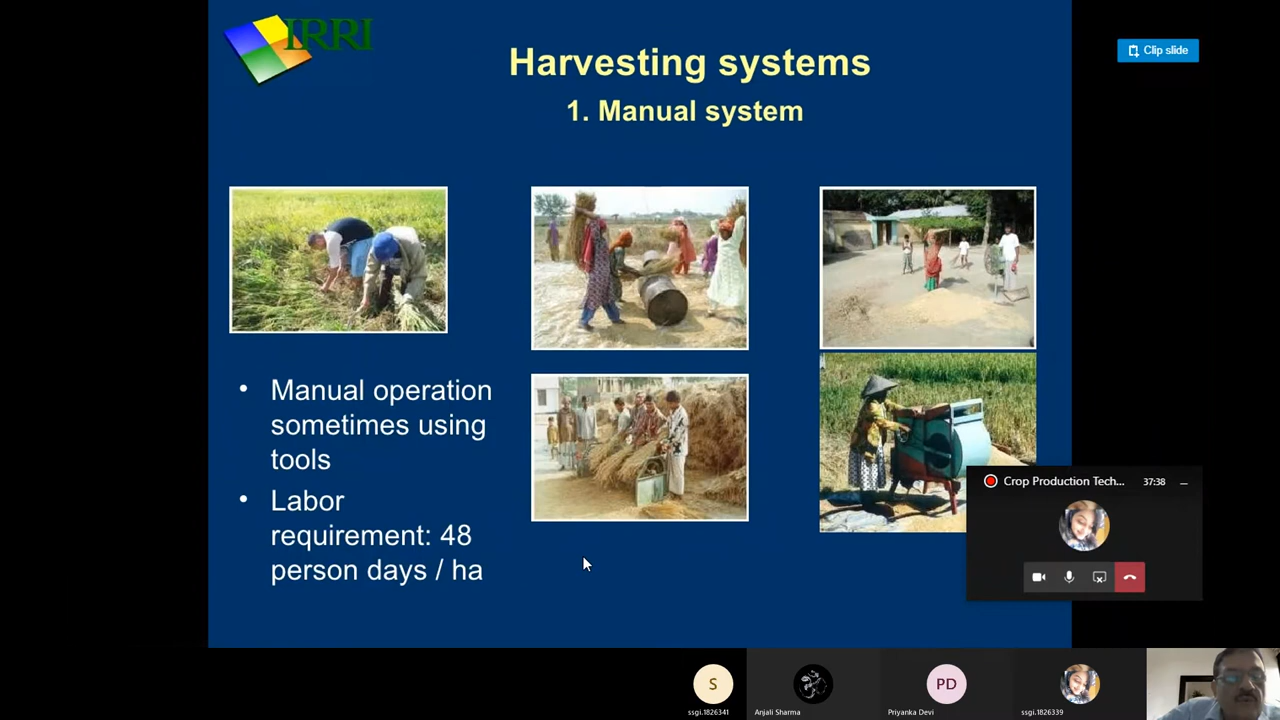 IRRI
Harvesting systems
1. Manual system
Clip slide
• Manual operation
sometimes using
tools
• Labor
requirement: 48
person days / ha
Crop Production Tech...
37:38
S
PD
ssgi.1826341
Anjali Sharma
Priyanka Devi
ssgi.1826339